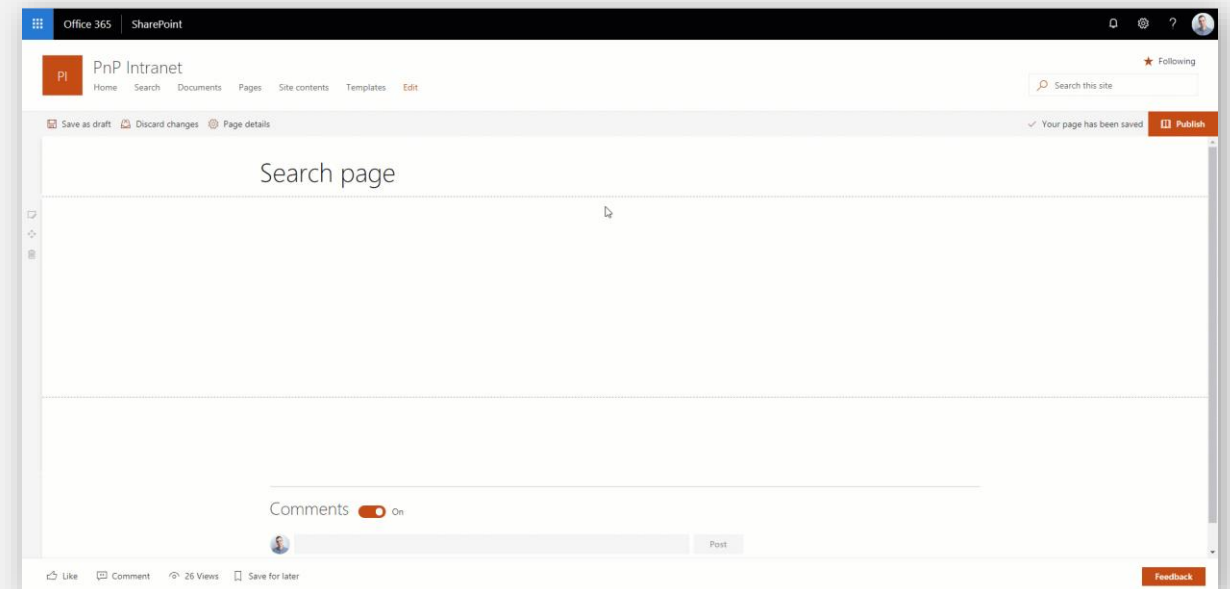 Office 365 SharePoint ?
PI PnP Intranet Following
Home Search Documents Pages Site contents Templates Edit Search this site
Save as draft Discard changes Page details Your page has been saved Publish
Search page
Comments On
Post
Like Comment 26 Views Save for later Feedback